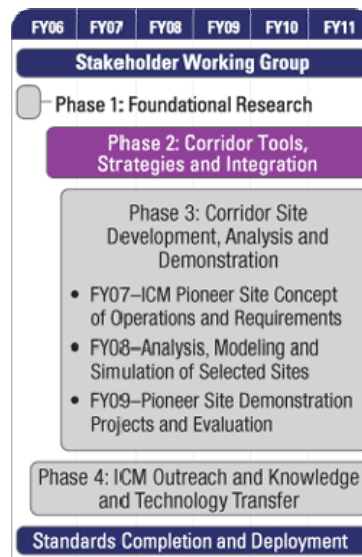 FY06 FY07 FY08 FY09 FY10 FY11
Stakeholder Working Group
Phase 1: Foundational Research
Phase 2: Corridor Tools,
Strategies and Integration
Phase 3: Corridor Site
Development, Analysis and
Demonstration
• FY07–ICM Pioneer Site Concept
of Operations and Requirements
• FY08–Analysis, Modeling and
Simulation of Selected Sites
• FY09–Pioneer Site Demonstration
Projects and Evaluation
Phase 4: ICM Outreach and Knowledge
and Technology Transfer
Standards Completion and Deployment